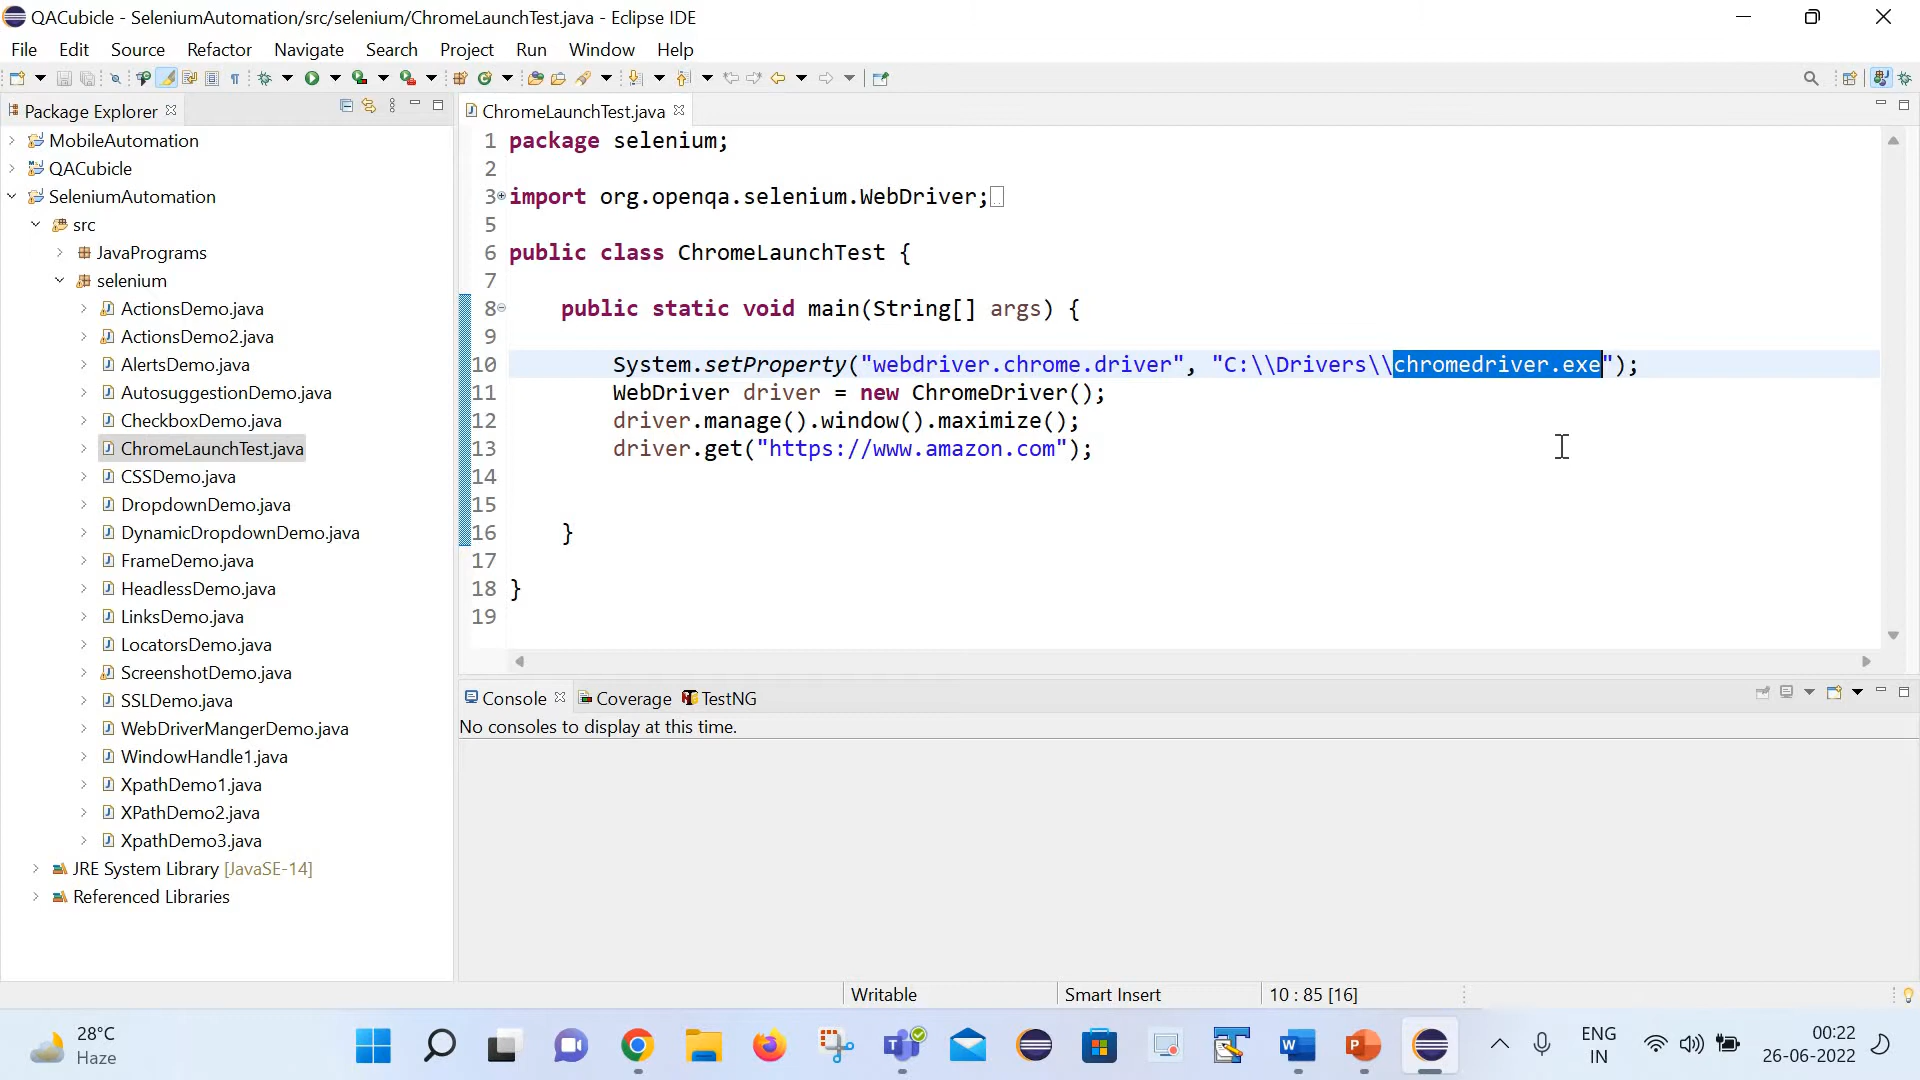 QACubicle - SeleniumAutomation/src/selenium/ChromeLaunchTest.java - Eclipse IDE
File Edit Source Refactor Navigate Search Project Run Window Help
Package Explorer
MobileAutomation
QACubicle
SeleniumAutomation
src
JavaPrograms
selenium
ActionsDemo.java
ActionsDemo2.java
AlertsDemo.java
AutosuggestionDemo.java
CheckboxDemo.java
ChromeLaunchTest.java
CSSDemo.java
DropdownDemo.java
DynamicDropdownDemo.java
FrameDemo.java
HeadlessDemo.java
LinksDemo.java
LocatorsDemo.java
ScreenshotDemo.java
SSLDemo.java
WebDriverMangerDemo.java
WindowHandle1.java
XpathDemo1.java
XPathDemo2.java
XpathDemo3.java
JRE System Library [JavaSE-14]
Referenced Libraries
ChromeLaunchTest.java
1 package selenium;
2
3 import org.openqa.selenium.WebDriver;
5
6 public class ChromeLaunchTest {
7
8 public static void main(String[] args) {
9
10 System.setProperty("webdriver.chrome.driver", "C:\\Drivers\\chromedriver.exe");
11 WebDriver driver = new ChromeDriver();
12 driver.manage().window().maximize();
13 driver.get("https://www.amazon.com");
14
15
16 }
17
18 }
19
Console Coverage TestNG
No consoles to display at this time.
Writable Smart Insert 10 : 85 [16]
28°C
Haze
ENG
IN
00:22
26-06-2022